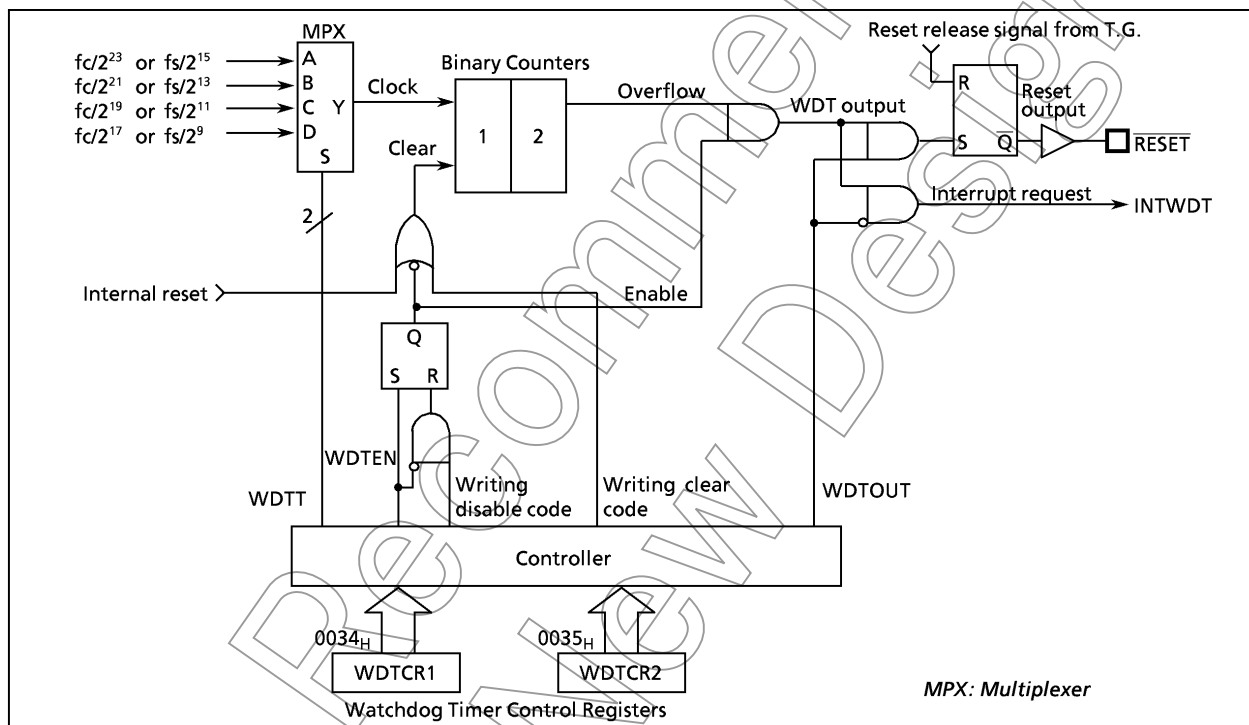 MPX
Reset release signal from T.G.
fc/2²³ or fs/2¹⁵
fc/2²¹ or fs/2¹³
fc/2¹⁹ or fs/2¹¹
fc/2¹⁷ or fs/2⁹
A
B
C
D
Y
S
Clock
Clear
Binary Counters
1 2
Overflow
WDT output
R
S
Q̅
Reset
output
R̅E̅S̅E̅T̅
Interrupt request
INTWDT
2
Internal reset
Enable
Q
S R
WDTT
WDTEN
Writing
disable code
Writing clear
code
WDTOUT
Controller
0034H
0035H
WDTCR1
WDTCR2
Watchdog Timer Control Registers
MPX: Multiplexer